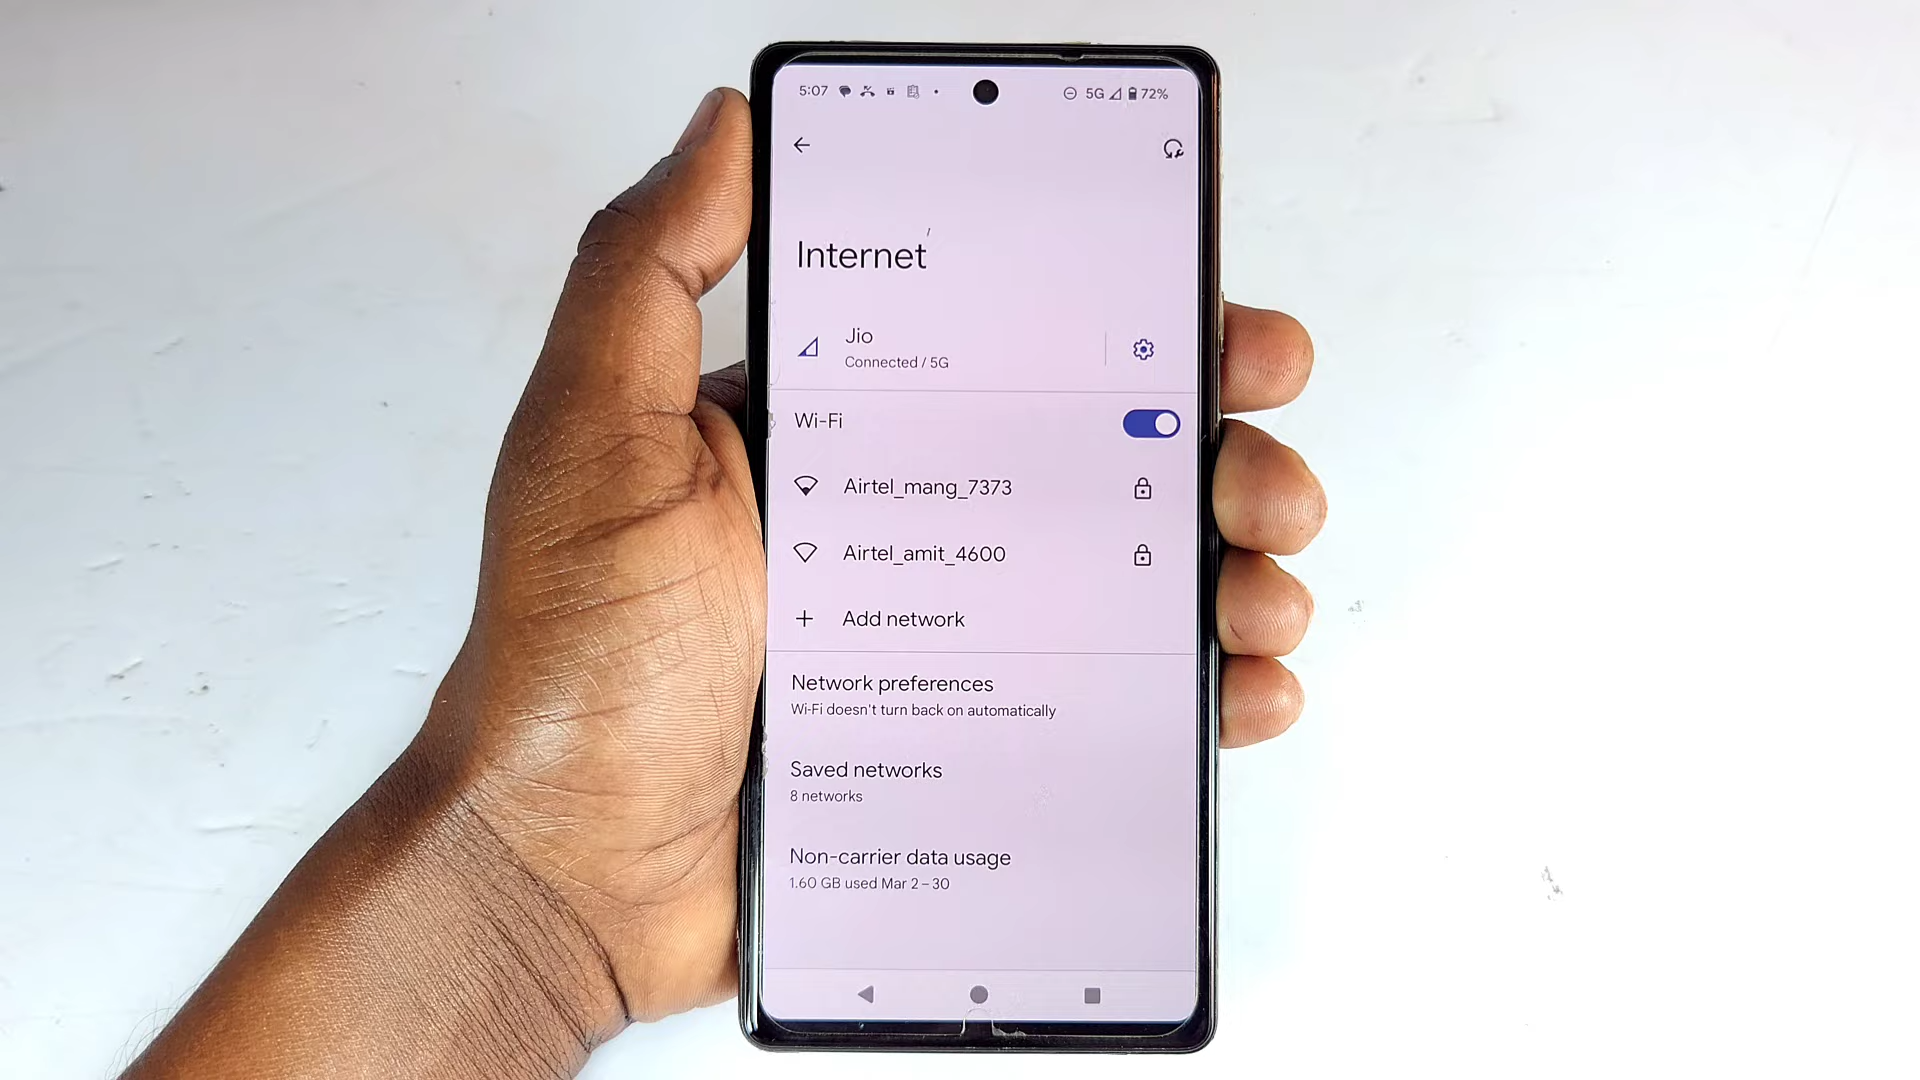 5:07 5G 72%
Internet
Jio
Connected / 5G
Wi-Fi
Airtel_mang_7373
Airtel_amit_4600
Add network
Network preferences
Wi-Fi doesn't turn back on automatically
Saved networks
8 networks
Non-carrier data usage
1.60 GB used Mar 2 – 30